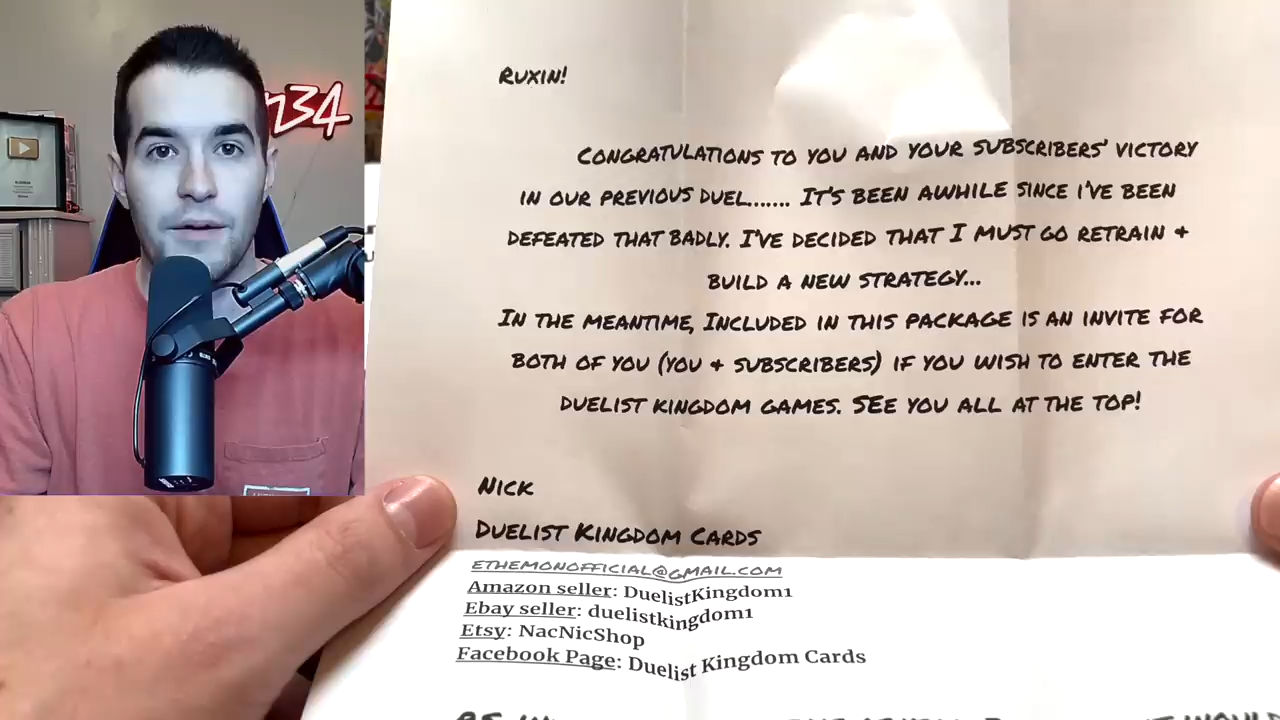 34
RUXIN!
CONGRATULATIONS TO YOU AND YOUR SUBSCRIBERS' VICTORY
IN OUR PREVIOUS DUEL....... IT'S BEEN AWHILE SINCE I'VE BEEN
DEFEATED THAT BADLY. I'VE DECIDED THAT I MUST GO RETRAIN +
BUILD A NEW STRATEGY...
IN THE MEANTIME, INCLUDED IN THIS PACKAGE IS AN INVITE FOR
BOTH OF YOU (YOU + SUBSCRIBERS) IF YOU WISH TO ENTER THE
DUELIST KINGDOM GAMES. SEE YOU ALL AT THE TOP!
NICK
DUELIST KINGDOM CARDS
ETHEMONOFFICIAL@GMAIL.COM
Amazon seller: DuelistKingdom1
Ebay seller: duelistkingdom1
Etsy: NacNicShop
Facebook Page: Duelist Kingdom Cards